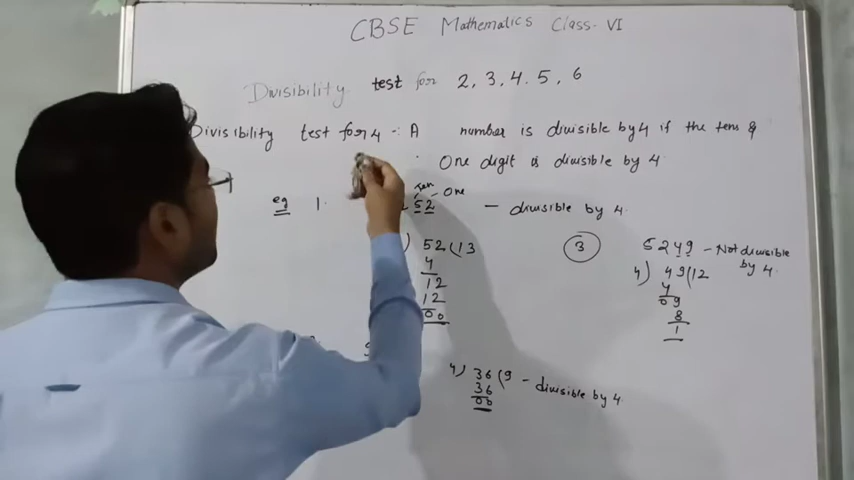 CBSE Mathematics Class- VI
Divisibility test for 2, 3, 4, 5, 6
Divisibility test for 4 -: A number is divisible by 4 if the tens &
One digit is divisible by 4
ten
One
eg 1. 52 — divisible by 4.
52 (13
4
12
12
00
3 5249 - Not divisible by 4.
4) 49 (12
4
09
8
1
4) 36 (9 - divisible by 4.
36
00